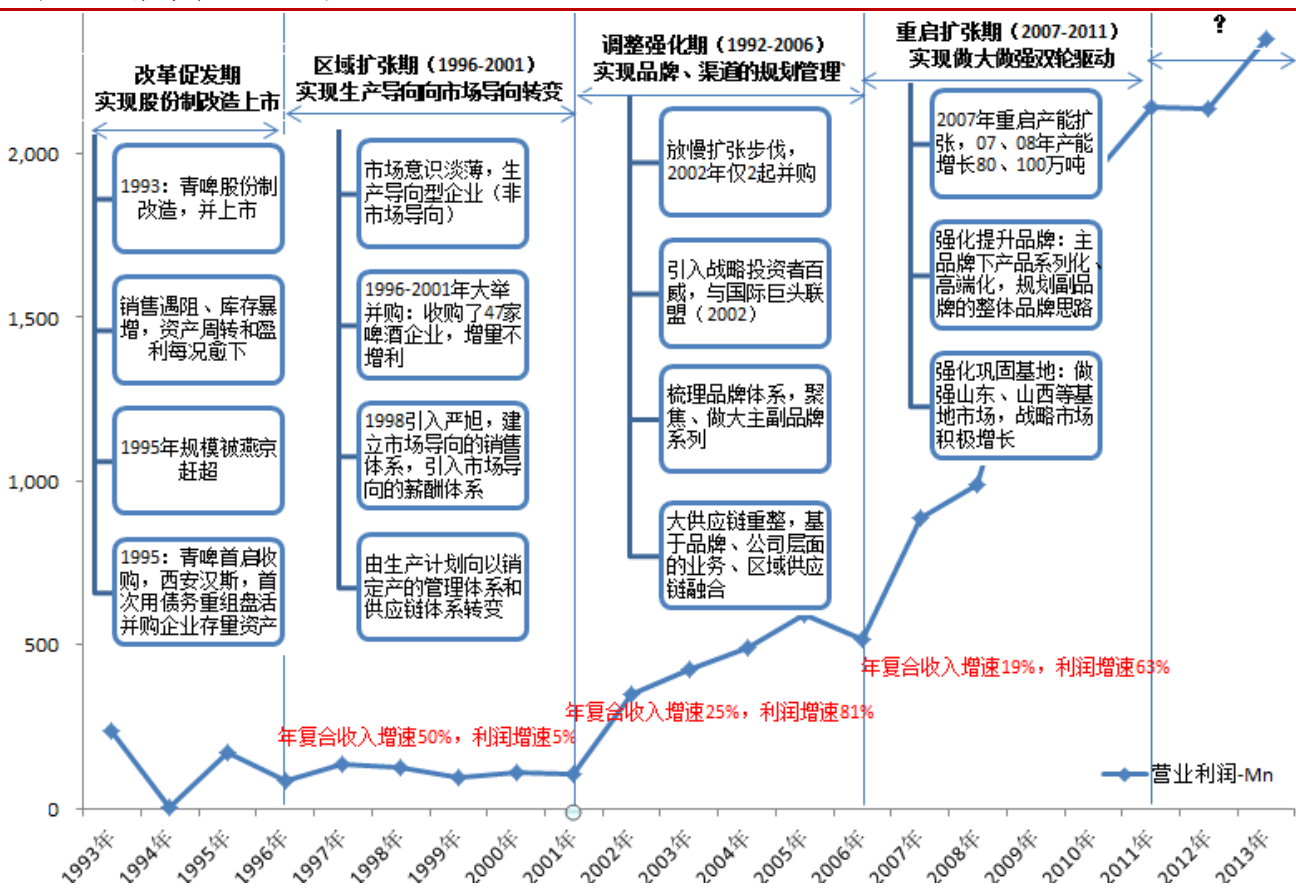 改革促发期
实现股份制改造上市
1993：青啤股份制
改造，并上市
销售遇阻、库存暴
增，资产周转和盈
利每况愈下
1995年规模被燕京
赶超
1995：青啤首启收
购，西安汉斯，首
次用债务重组盘活
并购企业存量资产
区域扩张期（1996-2001）
实现生产导向向市场导向转变
市场意识淡薄，生
产导向型企业（非
市场导向）
1996-2001年大举
并购：收购了47家
啤酒企业，增量不
增利
1998引入严旭，建
立市场导向的销售
体系，引入市场导
向的薪酬体系
由生产计划向以销
定产的管理体系和
供应链体系转变
年复合收入增速50%，利润增速5%
调整强化期（1992-2006）
实现品牌、渠道的规划管理
放慢扩张步伐，
2002年仅2起并购
引入战略投资者百
威，与国际巨头联
盟（2002）
梳理品牌体系，聚
焦、做大主副品牌
系列
大供应链重整，基
于品牌、公司层面
的业务、区域供应
链融合
年复合收入增速25%，利润增速81%
重启扩张期（2007-2011）
实现做大做强双轮驱动
2007年重启产能扩
张，07、08年产能
增长80、100万吨
强化提升品牌：主
品牌下产品系列化、
高端化，规划副品
牌的整体品牌思路
强化巩固基地：做
强山东、山西等基
地市场，战略市场
积极增长
年复合收入增速19%，利润增速63%
?
2,000
1,500
1,000
500
0
营业利润-Mn
1993年
1994年
1995年
1996年
1997年
1998年
1999年
2000年
2001年
2002年
2003年
2004年
2005年
2006年
2007年
2008年
2009年
2010年
2011年
2012年
2013年